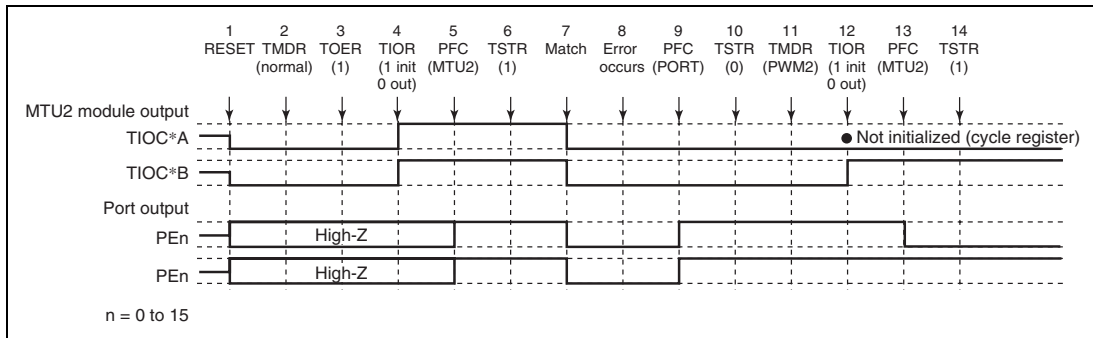 1 2 3 4 5 6 7 8 9 10 11 12 13 14
RESET TMDR TOER TIOR PFC TSTR Match Error PFC TSTR TMDR TIOR PFC TSTR
(normal) (1) (1 init (MTU2) (1) occurs (PORT) (0) (PWM2) (1 init (MTU2) (1)
0 out) 0 out)
MTU2 module output
TIOC*A ● Not initialized (cycle register)
TIOC*B
Port output
PEn High-Z
PEn High-Z
n = 0 to 15